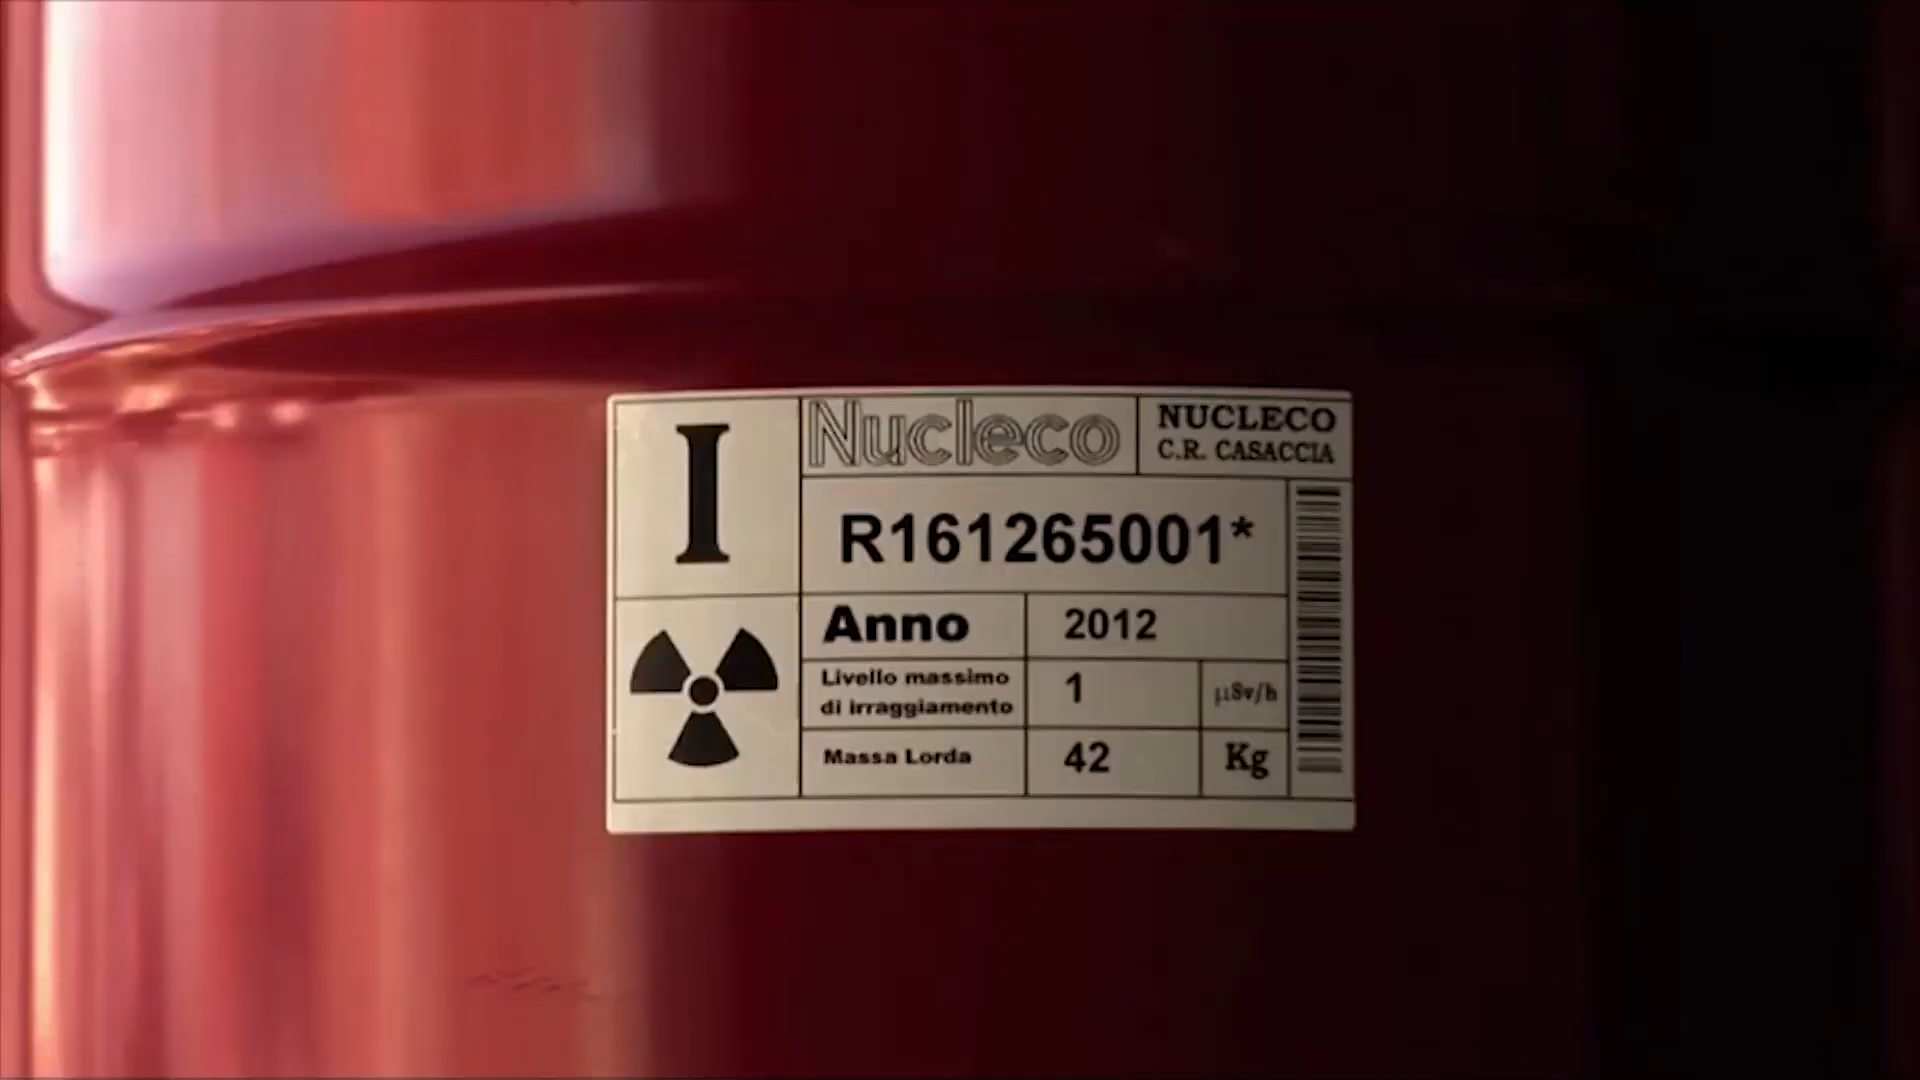 I
Nucleco
NUCLECO
C.R. CASACCIA
R161265001*
Anno
2012
Livello massimo
di irraggiamento
1
µSv/h
Massa Lorda
42
Kg